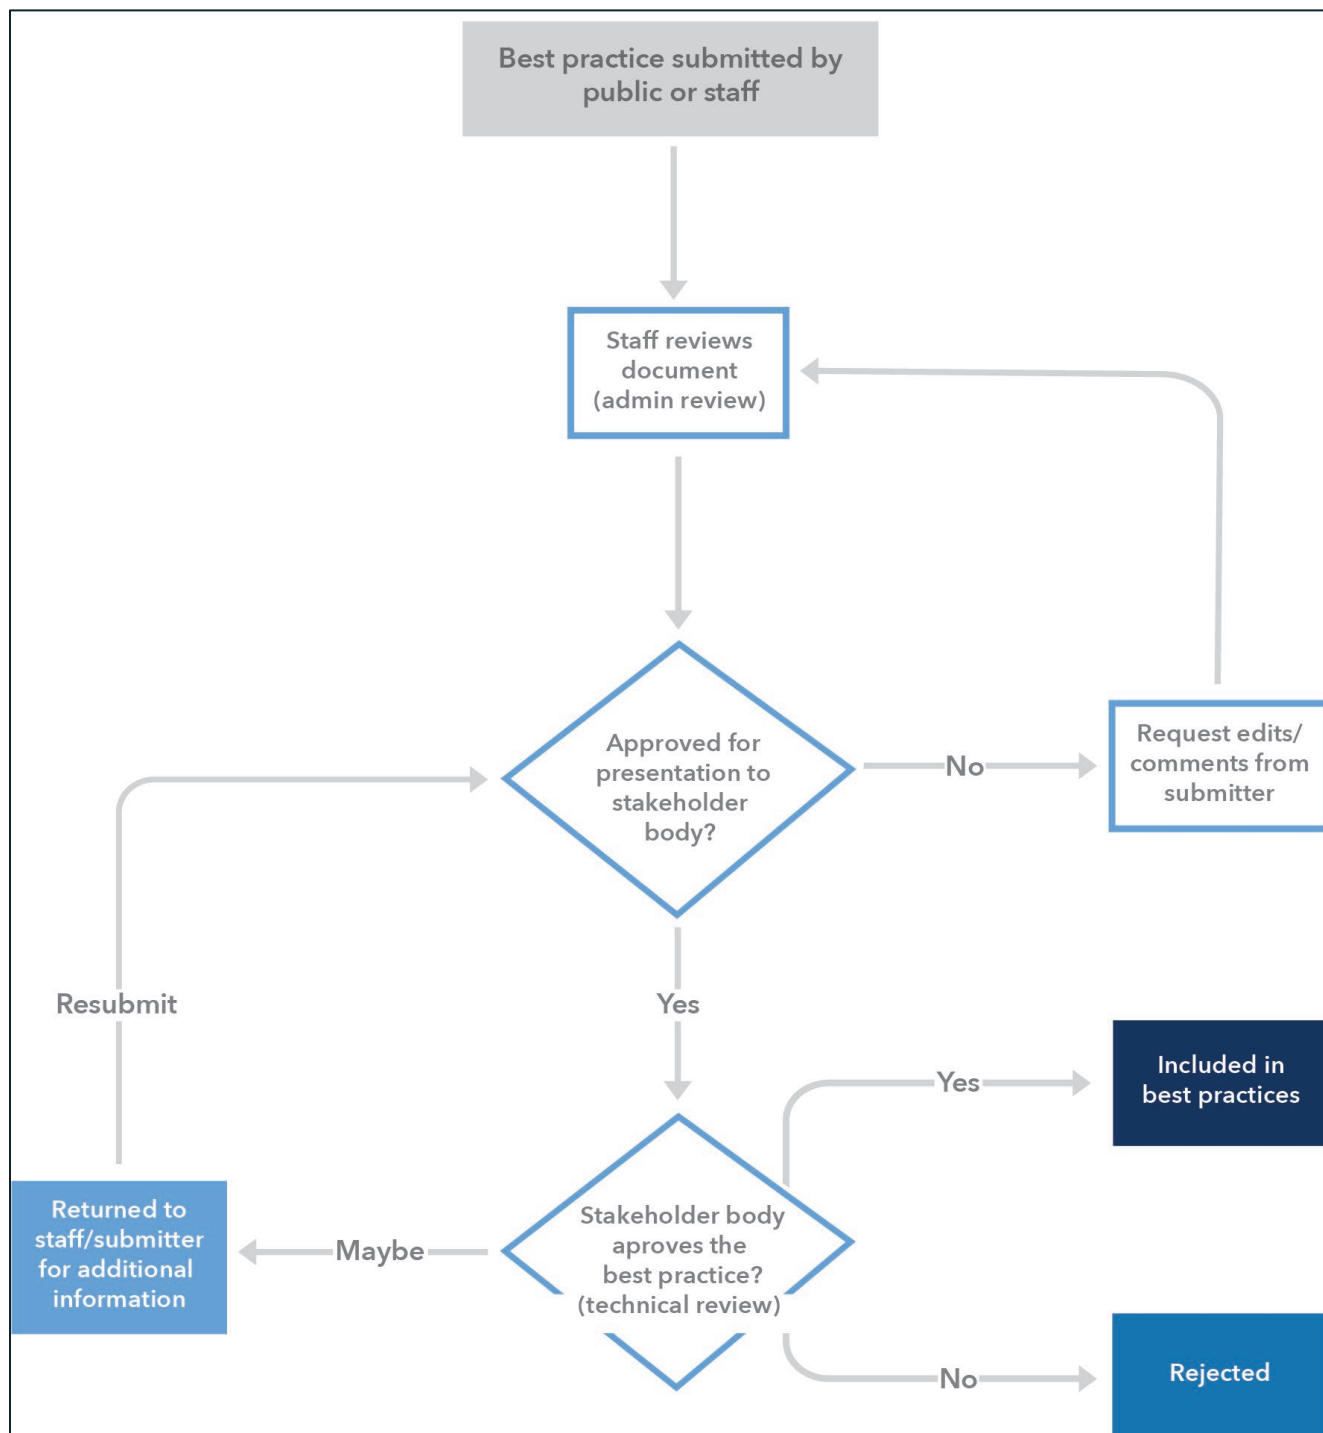 Best practice submitted by
public or staff
Staff reviews
document
(admin review)
Approved for
presentation to
stakeholder
body?
No
Request edits/
comments from
submitter
Resubmit
Yes
Yes
Included in
best practices
Returned to
staff/submitter
for additional
information
Maybe
Stakeholder body
aproves the
best practice?
(technical review)
No
Rejected